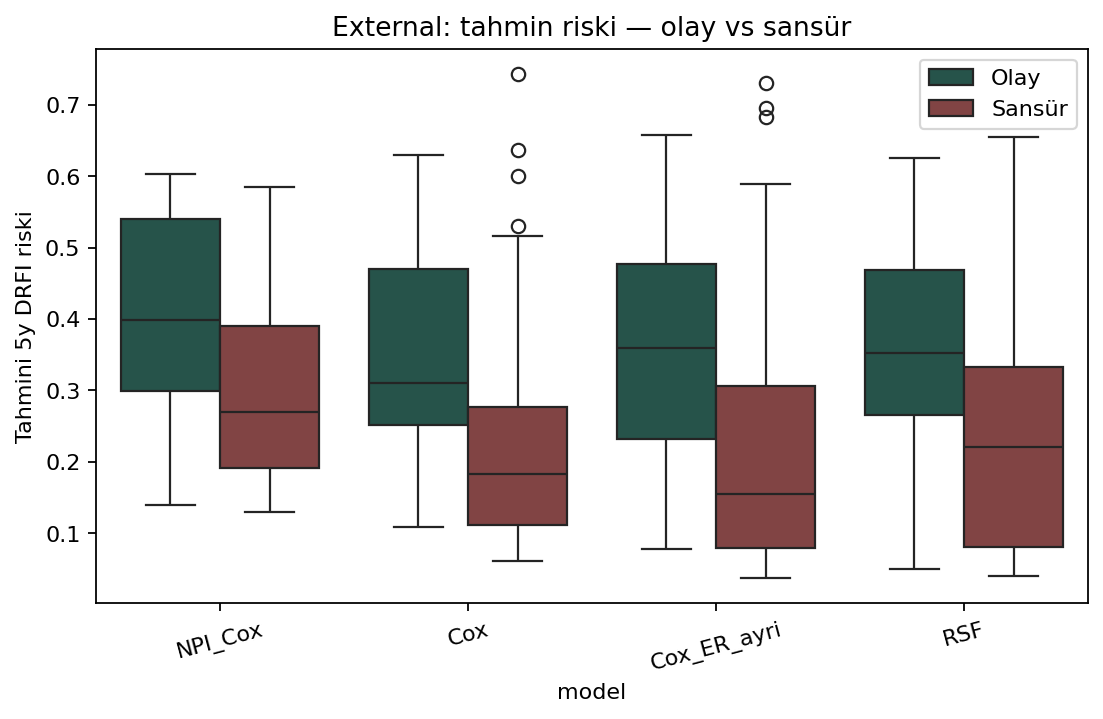 External: tahmin riski — olay vs sansür
Olay
Sansür
Tahmini 5y DRFI riski
0.7
0.6
0.5
0.4
0.3
0.2
0.1
NPI_Cox
Cox
Cox_ER_ayri
RSF
model